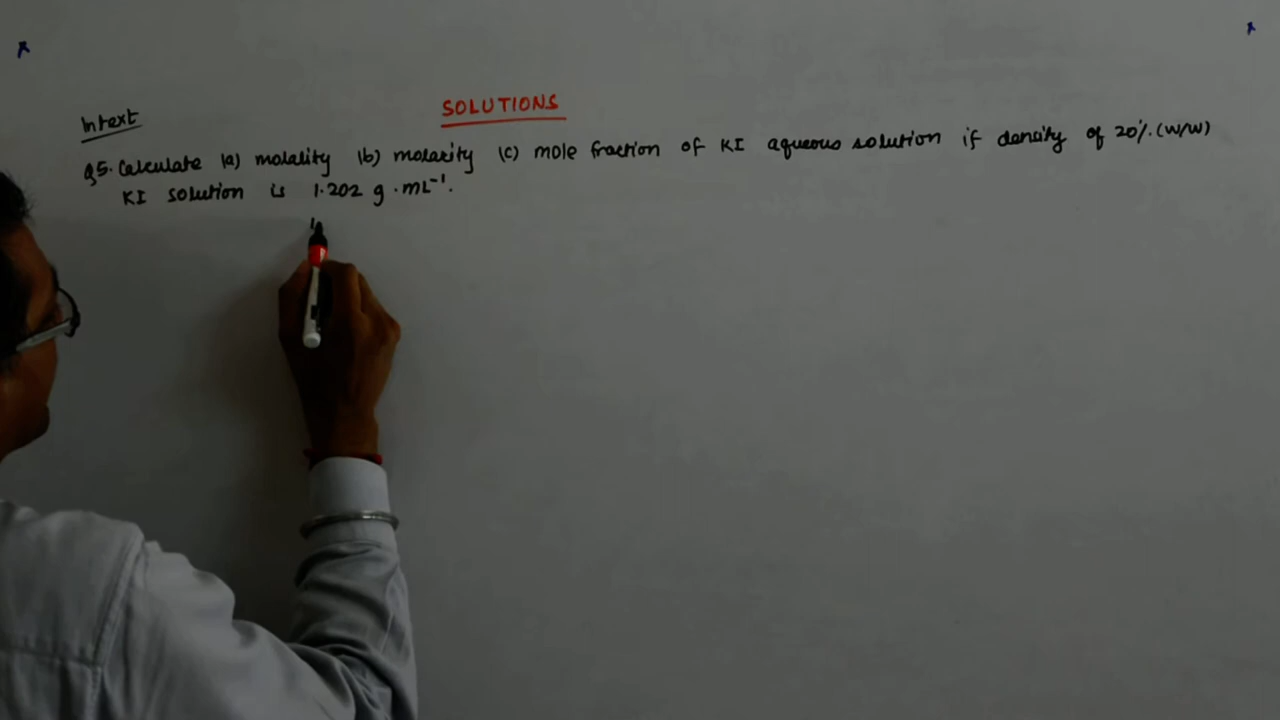 SOLUTIONS
Intext
Q5. Calculate (a) molality (b) molarity (c) mole fraction of KI aqueous solution if density of 20%. (w/w)
KI solution is 1.202 g . mL⁻¹.